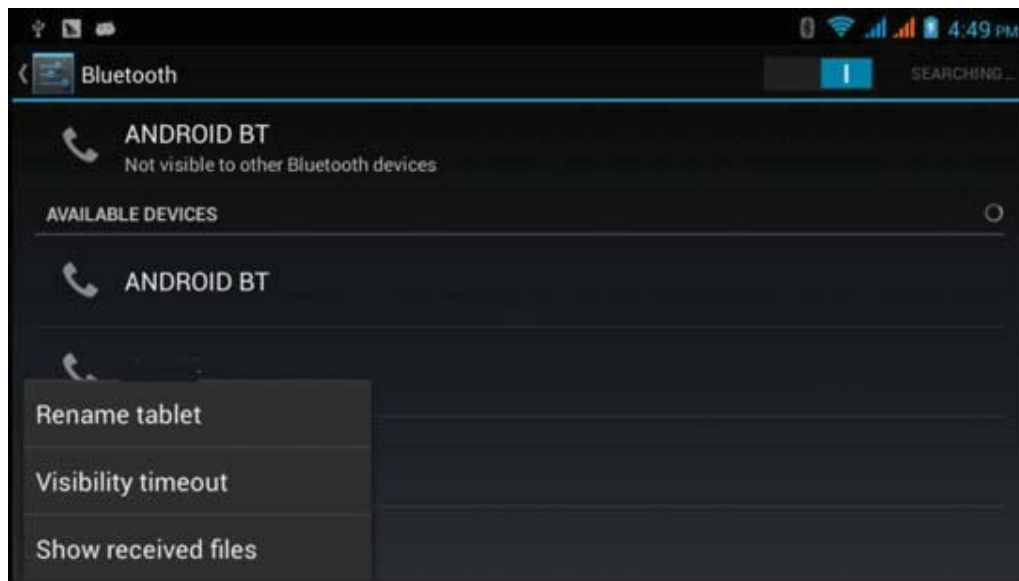 4:49 PM
Bluetooth
SEARCHING...
ANDROID BT
Not visible to other Bluetooth devices
AVAILABLE DEVICES
ANDROID BT
Rename tablet
Visibility timeout
Show received files